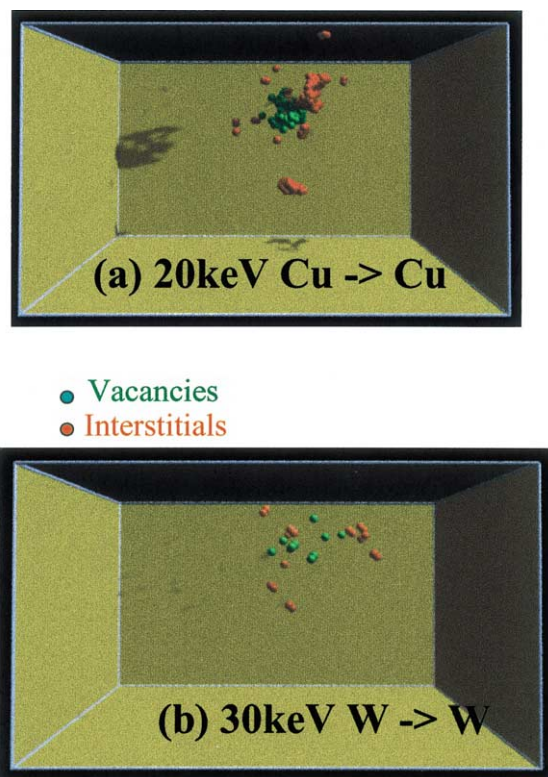 (a) 20keV Cu -> Cu
Vacancies
Interstitials
(b) 30keV W -> W